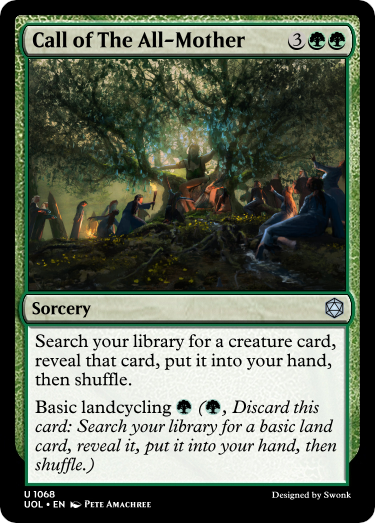 Call of The All-Mother 3
Sorcery
Search your library for a creature card,
reveal that card, put it into your hand,
then shuffle.
Basic landcycling (, Discard this
card: Search your library for a basic land
card, reveal it, put it into your hand, then
shuffle.)
U 1068
UOL • EN Pete Amachree
Designed by Swonk